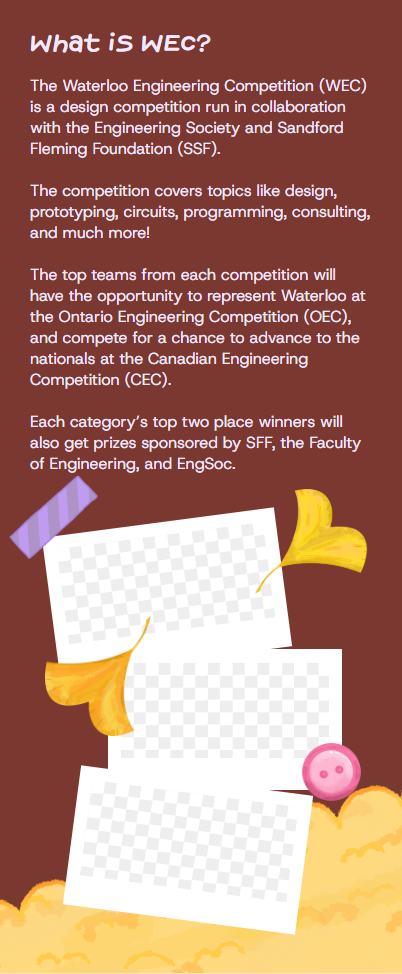 What is WEC?
The Waterloo Engineering Competition (WEC)
is a design competition run in collaboration
with the Engineering Society and Sandford
Fleming Foundation (SSF).
The competition covers topics like design,
prototyping, circuits, programming, consulting,
and much more!
The top teams from each competition will
have the opportunity to represent Waterloo at
the Ontario Engineering Competition (OEC),
and compete for a chance to advance to the
nationals at the Canadian Engineering
Competition (CEC).
Each category's top two place winners will
also get prizes sponsored by SFF, the Faculty
of Engineering, and EngSoc.